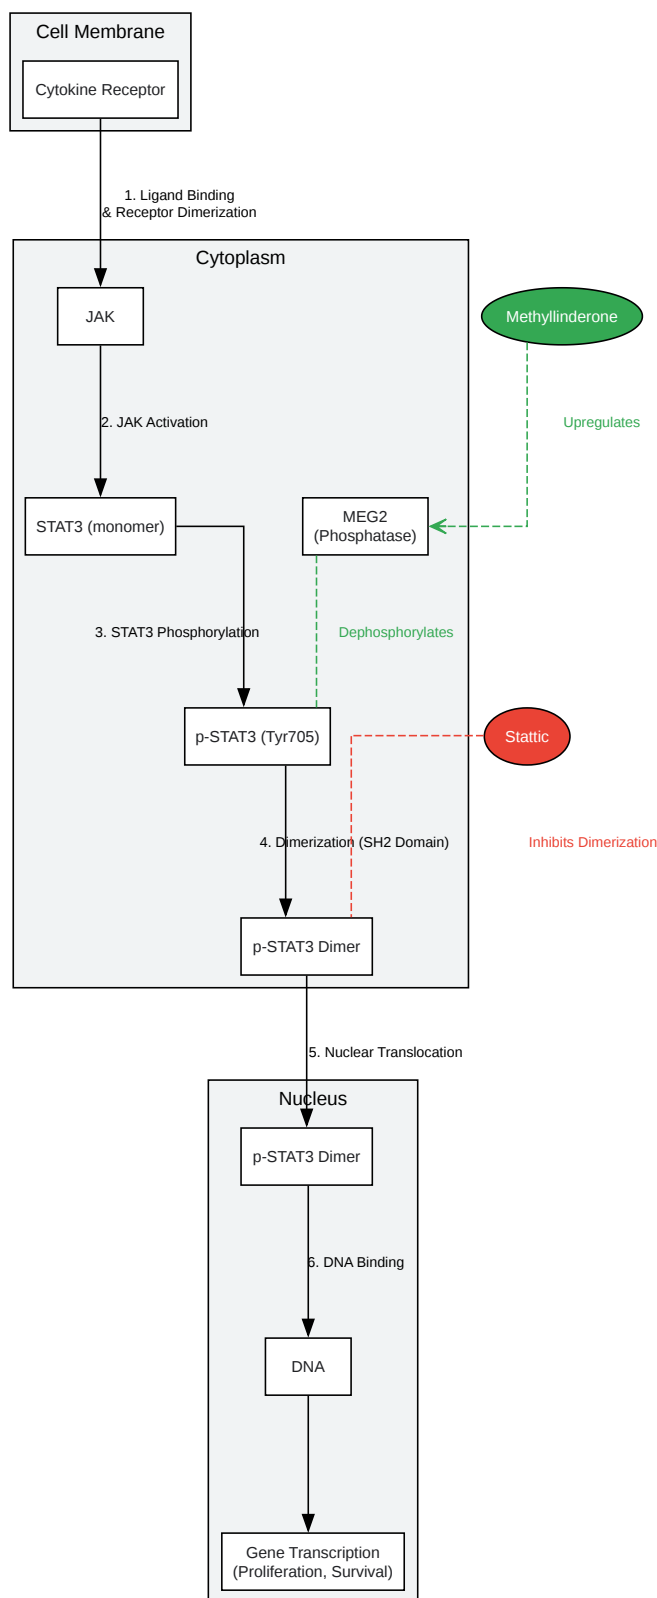 Cell Membrane
Cytokine Receptor
1. Ligand Binding
& Receptor Dimerization
Cytoplasm
JAK
Methyllinderone
2. JAK Activation
Upregulates
STAT3 (monomer)
MEG2
(Phosphatase)
3. STAT3 Phosphorylation
Dephosphorylates
p-STAT3 (Tyr705)
Stattic
4. Dimerization (SH2 Domain)
Inhibits Dimerization
p-STAT3 Dimer
5. Nuclear Translocation
Nucleus
p-STAT3 Dimer
6. DNA Binding
DNA
Gene Transcription
(Proliferation, Survival)